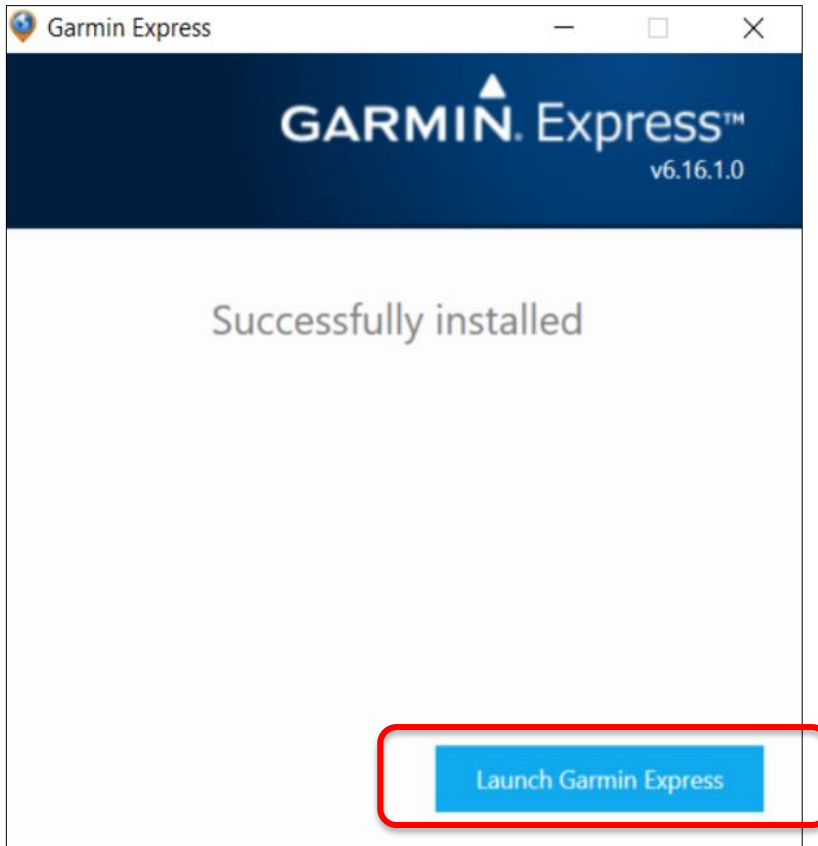 Garmin Express
GARMIN. Express™
v6.16.1.0
Successfully installed
Launch Garmin Express